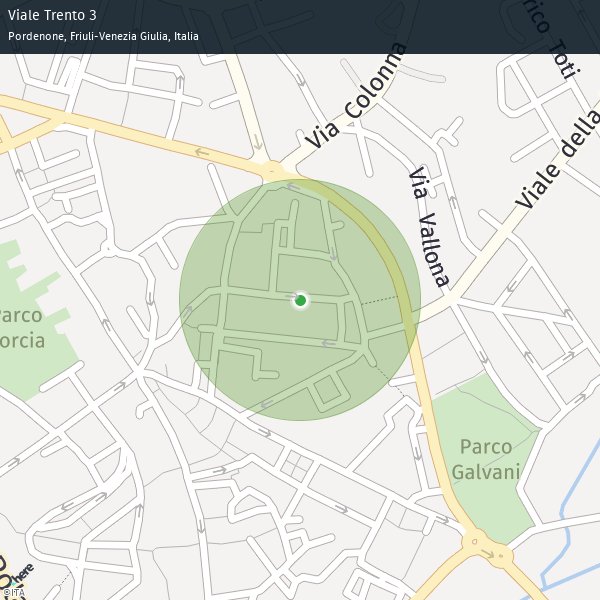 Viale Trento 3
Pordenone, Friuli-Venezia Giulia, Italia
rico Toti
Via Colonna
Viale della
Via Vallona
Parco
orcia
Parco
Galvani
here
©ITA